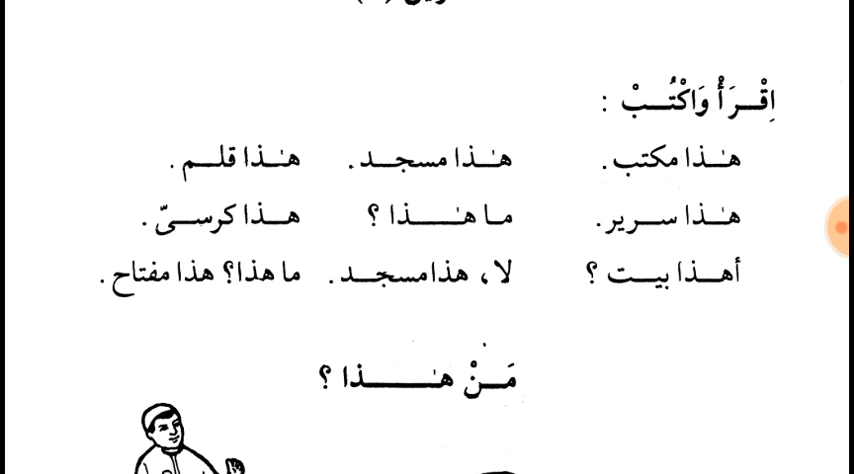 اِقْرَأْ وَاكْتُبْ :
هٰذا مكتب. هٰذا مسجد. هٰذا قلم.
هٰذا سرير. ما هٰذا ؟ هٰذا كرسىّ.
أهٰذا بيت ؟ لا، هذا مسجد. ما هذا؟ هذا مفتاح.
مَنْ هٰذا ؟